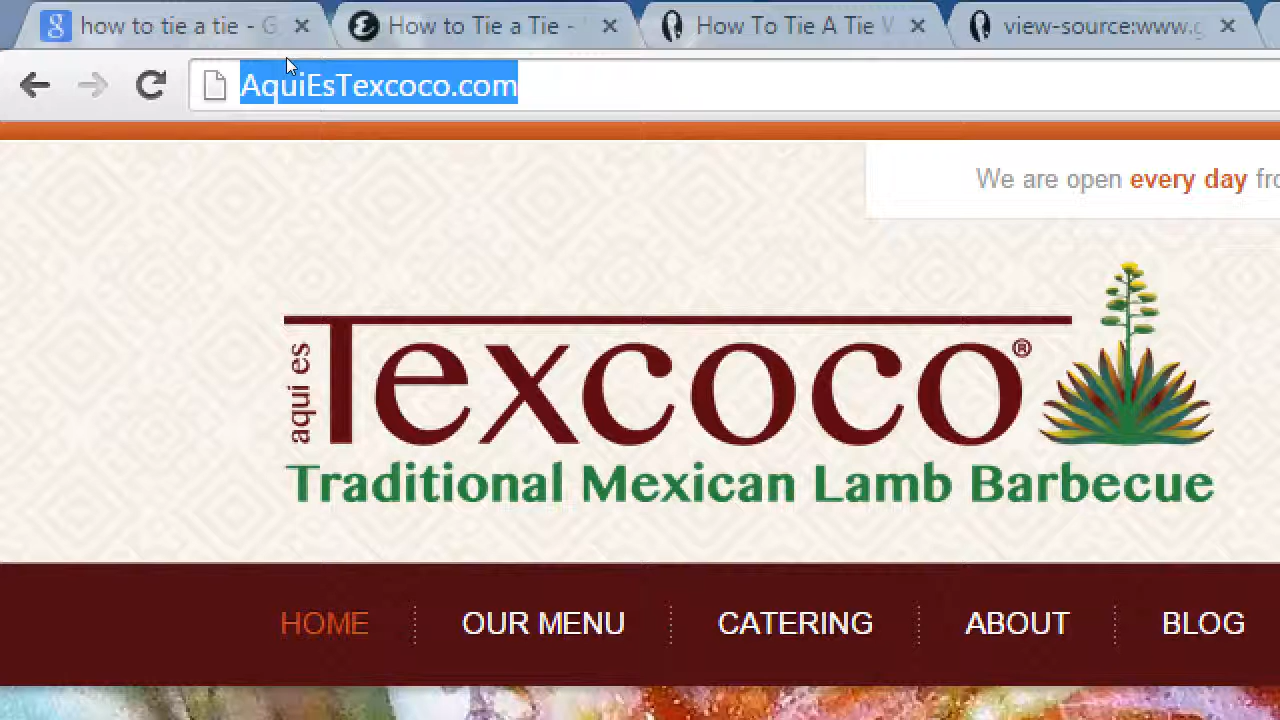 how to tie a tie - G
How to Tie a Tie -
How To Tie A Tie V
view-source:www.g
AquiEsTexcoco.com
We are open every day fro
aqui es
Texcoco®
Traditional Mexican Lamb Barbecue
HOME
OUR MENU
CATERING
ABOUT
BLOG